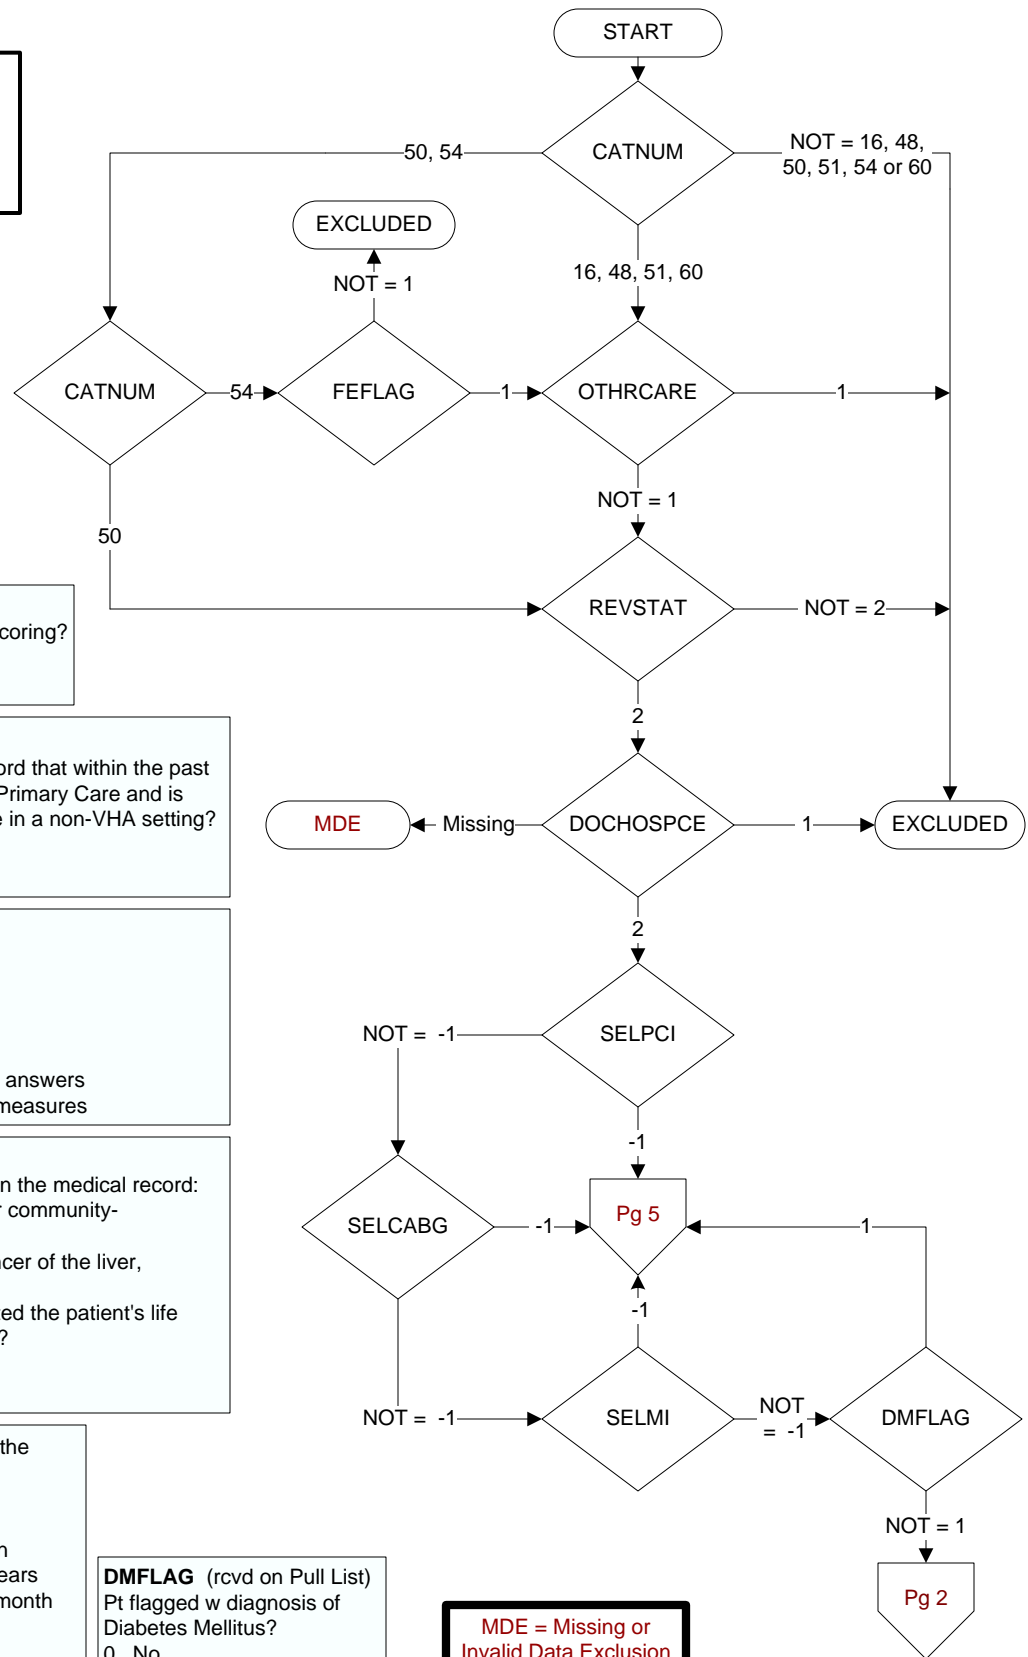 START
CATNUM
50, 54
NOT = 16, 48,
50, 51, 54 or 60
EXCLUDED
NOT = 1
16, 48, 51, 60
CATNUM
54
FEFLAG
1
OTHRCARE
1
NOT = 1
50
REVSTAT
NOT = 2
coring?
2
ord that within the past
Primary Care and is
e in a non-VHA setting?
MDE
Missing
DOCHOSPCE
1
EXCLUDED
2
NOT = -1
SELPCI
answers
measures
-1
n the medical record:
r community-
ncer of the liver,
ted the patient's life
?
SELCABG
-1
Pg 5
1
-1
NOT = -1
SELMI
NOT
= -1
DMFLAG
the
n
ears
month
NOT = 1
DMFLAG (rcvd on Pull List)
Pt flagged w diagnosis of
Diabetes Mellitus?
0 No
MDE = Missing or
Invalid Data Exclusion
Pg 2